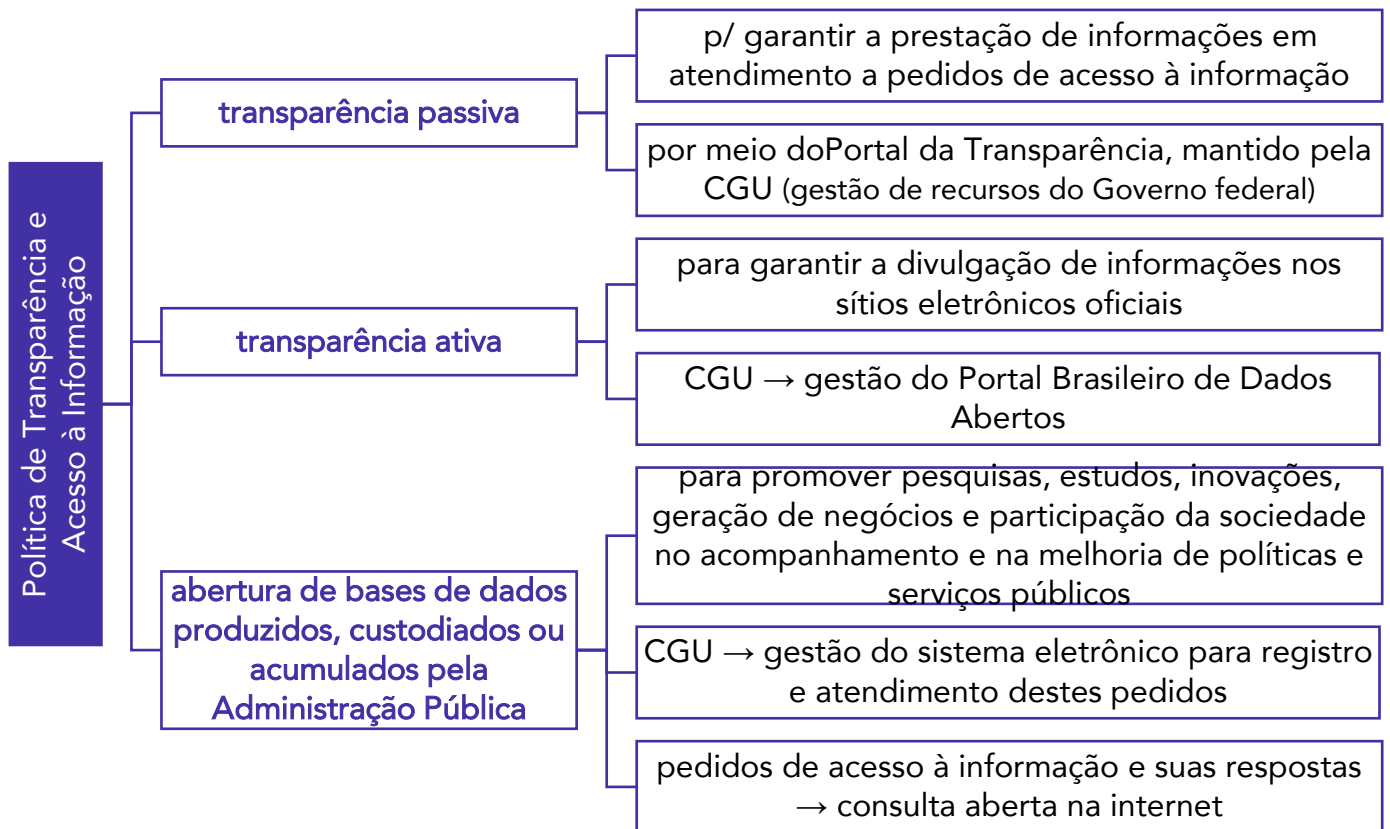 Política de Transparência e
Acesso à Informação
transparência passiva
p/ garantir a prestação de informações em
atendimento a pedidos de acesso à informação
por meio doPortal da Transparência, mantido pela
CGU (gestão de recursos do Governo federal)
transparência ativa
para garantir a divulgação de informações nos
sítios eletrônicos oficiais
CGU → gestão do Portal Brasileiro de Dados
Abertos
abertura de bases de dados
produzidos, custodiados ou
acumulados pela
Administração Pública
para promover pesquisas, estudos, inovações,
geração de negócios e participação da sociedade
no acompanhamento e na melhoria de políticas e
serviços públicos
CGU → gestão do sistema eletrônico para registro
e atendimento destes pedidos
pedidos de acesso à informação e suas respostas
→ consulta aberta na internet